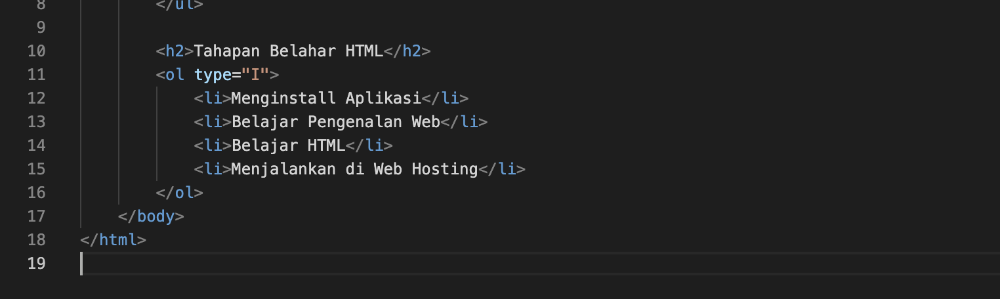 8 </ul>
9
10 <h2>Tahapan Belahar HTML</h2>
11 <ol type="I">
12 <li>Menginstall Aplikasi</li>
13 <li>Belajar Pengenalan Web</li>
14 <li>Belajar HTML</li>
15 <li>Menjalankan di Web Hosting</li>
16 </ol>
17 </body>
18 </html>
19